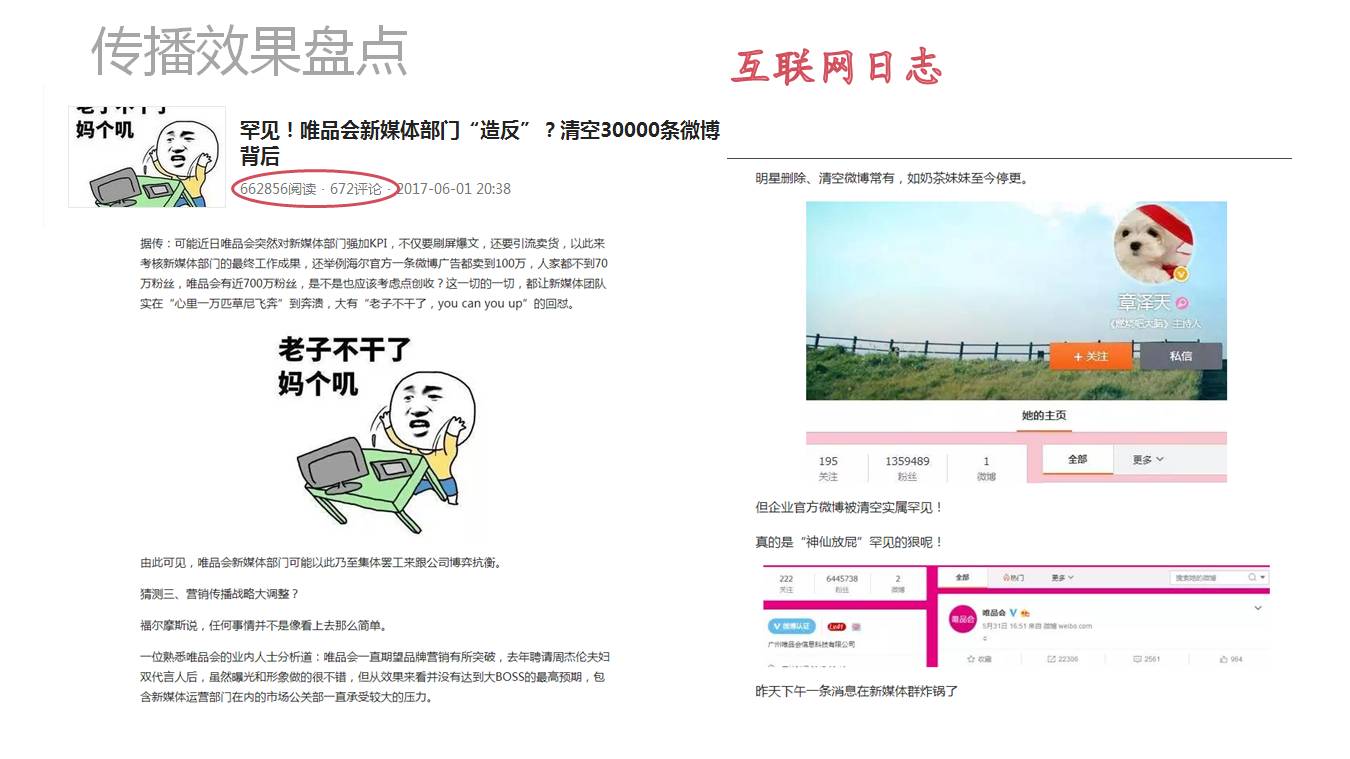 传播效果盘点
互联网日志
老子不干了
妈个叽
罕见！唯品会新媒体部门“造反”？清空30000条微博
背后
662856阅读 · 672评论 · 2017-06-01 20:38
据传：可能近日唯品会突然对新媒体部门强加KPI，不仅要刷屏爆文，还要引流卖货，以此来
考核新媒体部门的最终工作成果，还举例海尔官方一条微博广告都卖到100万，人家都不到70
万粉丝，唯品会有近700万粉丝，是不是也应该考虑点创收？这一切的一切，都让新媒体团队
实在“心里一万匹草尼飞奔”到奔溃，大有“老子不干了，you can you up”的回怼。
老子不干了
妈个叽
由此可见，唯品会新媒体部门可能以此乃至集体罢工来跟公司博弈抗衡。
猜测三、营销传播战略大调整？
福尔摩斯说，任何事情并不是像看上去那么简单。
一位熟悉唯品会的业内人士分析道：唯品会一直期望品牌营销有所突破，去年聘请周杰伦夫妇
双代言人后，虽然曝光和形象做的很不错，但从效果来看并没有达到大BOSS的最高预期，包
含新媒体运营部门在内的市场公关部一直承受较大的压力。
明星删除、清空微博常有，如奶茶妹妹至今停更。
章泽天
《燃烧吧大脑》主持人
+ 关注
私信
她的主页
195
1359489
1
关注
粉丝
微博
全部
更多
但企业官方微博被清空实属罕见！
真的是“神仙放屁”罕见的狠呢！
222
6445738
2
关注
粉丝
微博
微博认证
Lv41
广州唯品会信息科技有限公司
全部
热门
更多
搜索她的微博
唯品会
唯品会
5月31日 16:51 来自 微博 weibo.com
收藏
22306
2561
964
昨天下午一条消息在新媒体群炸锅了